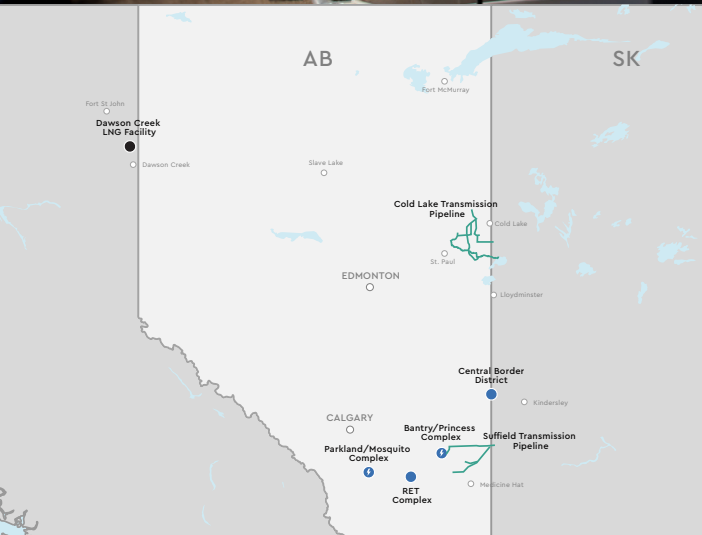 AB
SK
Fort McMurray
Fort St John
Dawson Creek
LNG Facility
Dawson Creek
Slave Lake
Cold Lake Transmission
Pipeline
Cold Lake
St. Paul
EDMONTON
Lloydminster
Central Border
District
Kindersley
CALGARY
Bantry/Princess
Complex
Suffield Transmission
Pipeline
Parkland/Mosquito
Complex
RET
Complex
Medicine Hat